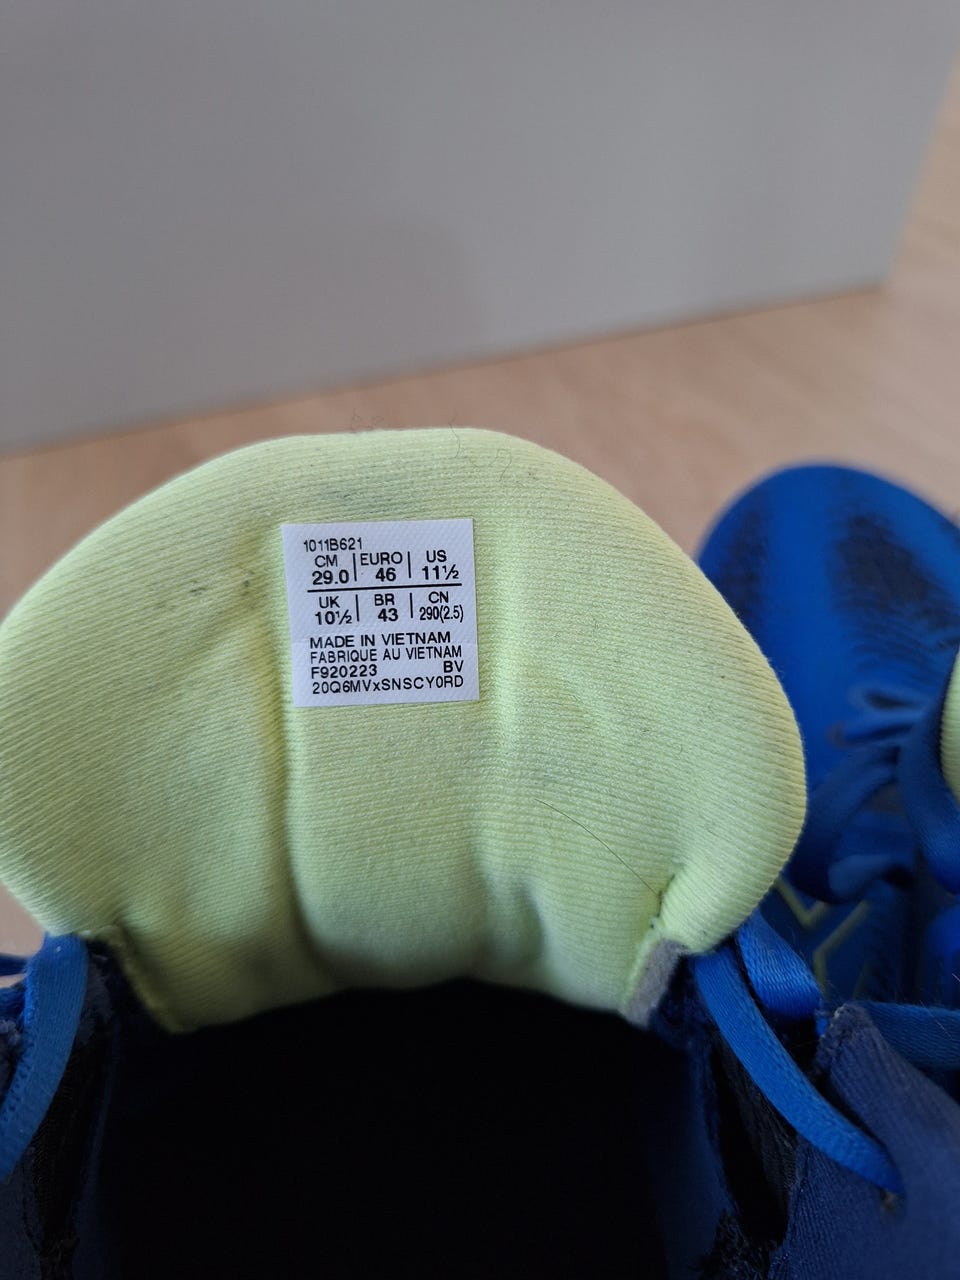 1011B621
CM | EURO | US
29.0 | 46 | 11½
UK | BR | CN
10½ | 43 | 290(2.5)
MADE IN VIETNAM
FABRIQUE AU VIETNAM
F920223 BV
20Q6MVxSNSCY0RD